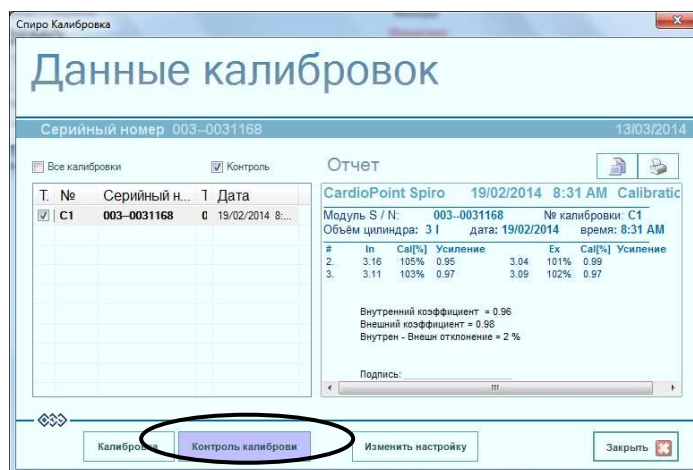 Спиро Калибровка
Данные калибровок
Серийный номер 003--0031168 13/03/2014
Все калибровки Контроль Отчет
Т. № Серийный н... Т Дата
C1 003--0031168 0 19/02/2014 8:...
CardioPoint Spiro 19/02/2014 8:31 AM Calibratic
Модуль S / N: 003--0031168 № калибровки: C1
Объём цилиндра: 3 l дата: 19/02/2014 время: 8:31 AM
# In Cal[%] Усиление Ex Cal[%] Усиление
2. 3.16 105% 0.95 3.04 101% 0.99
3. 3.11 103% 0.97 3.09 102% 0.97
Внутренний коэффициент = 0.96
Внешний коэффициент = 0.98
Внутрен - Внешн отклонение = 2 %
Подпись:
Калибровка Контроль калиброви Изменить настройку Закрыть